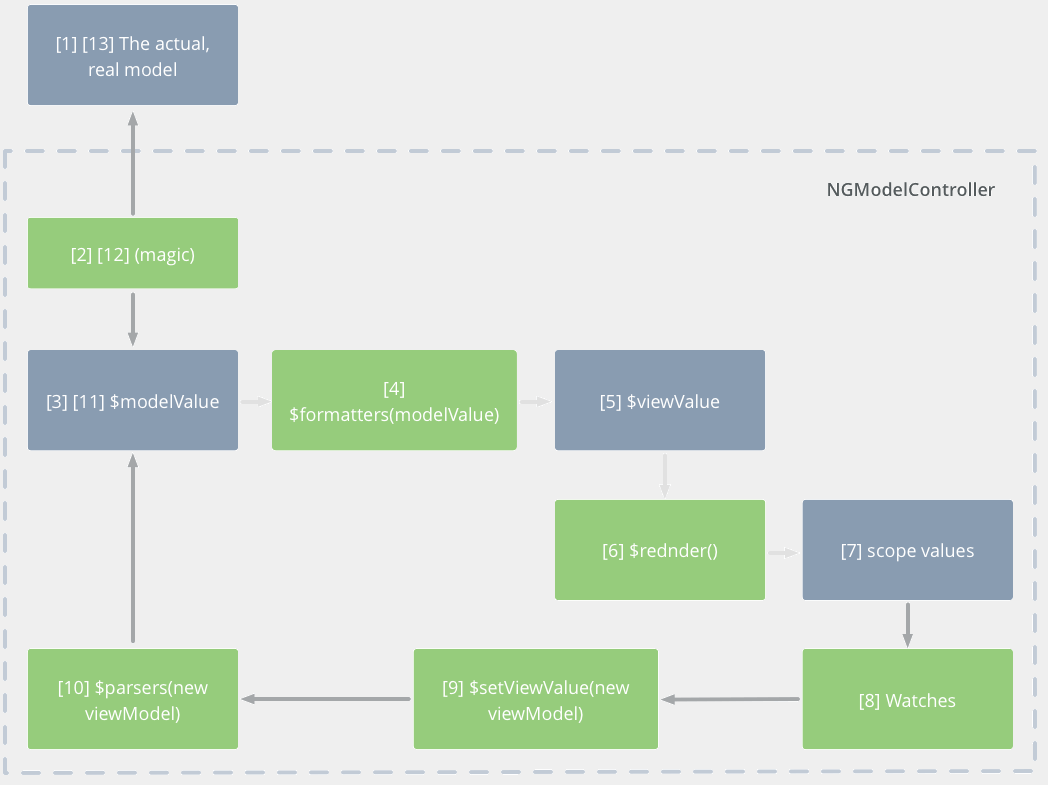 [1] [13] The actual,
real model
NGModelController
[2] [12] (magic)
[3] [11] $modelValue
[4]
$formatters(modelValue)
[5] $viewValue
[6] $rednder()
[7] scope values
[10] $parsers(new
viewModel)
[9] $setViewValue(new
viewModel)
[8] Watches